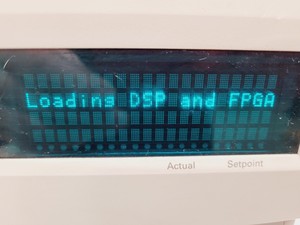 Loading DSP and FPGA
Actual Setpoint